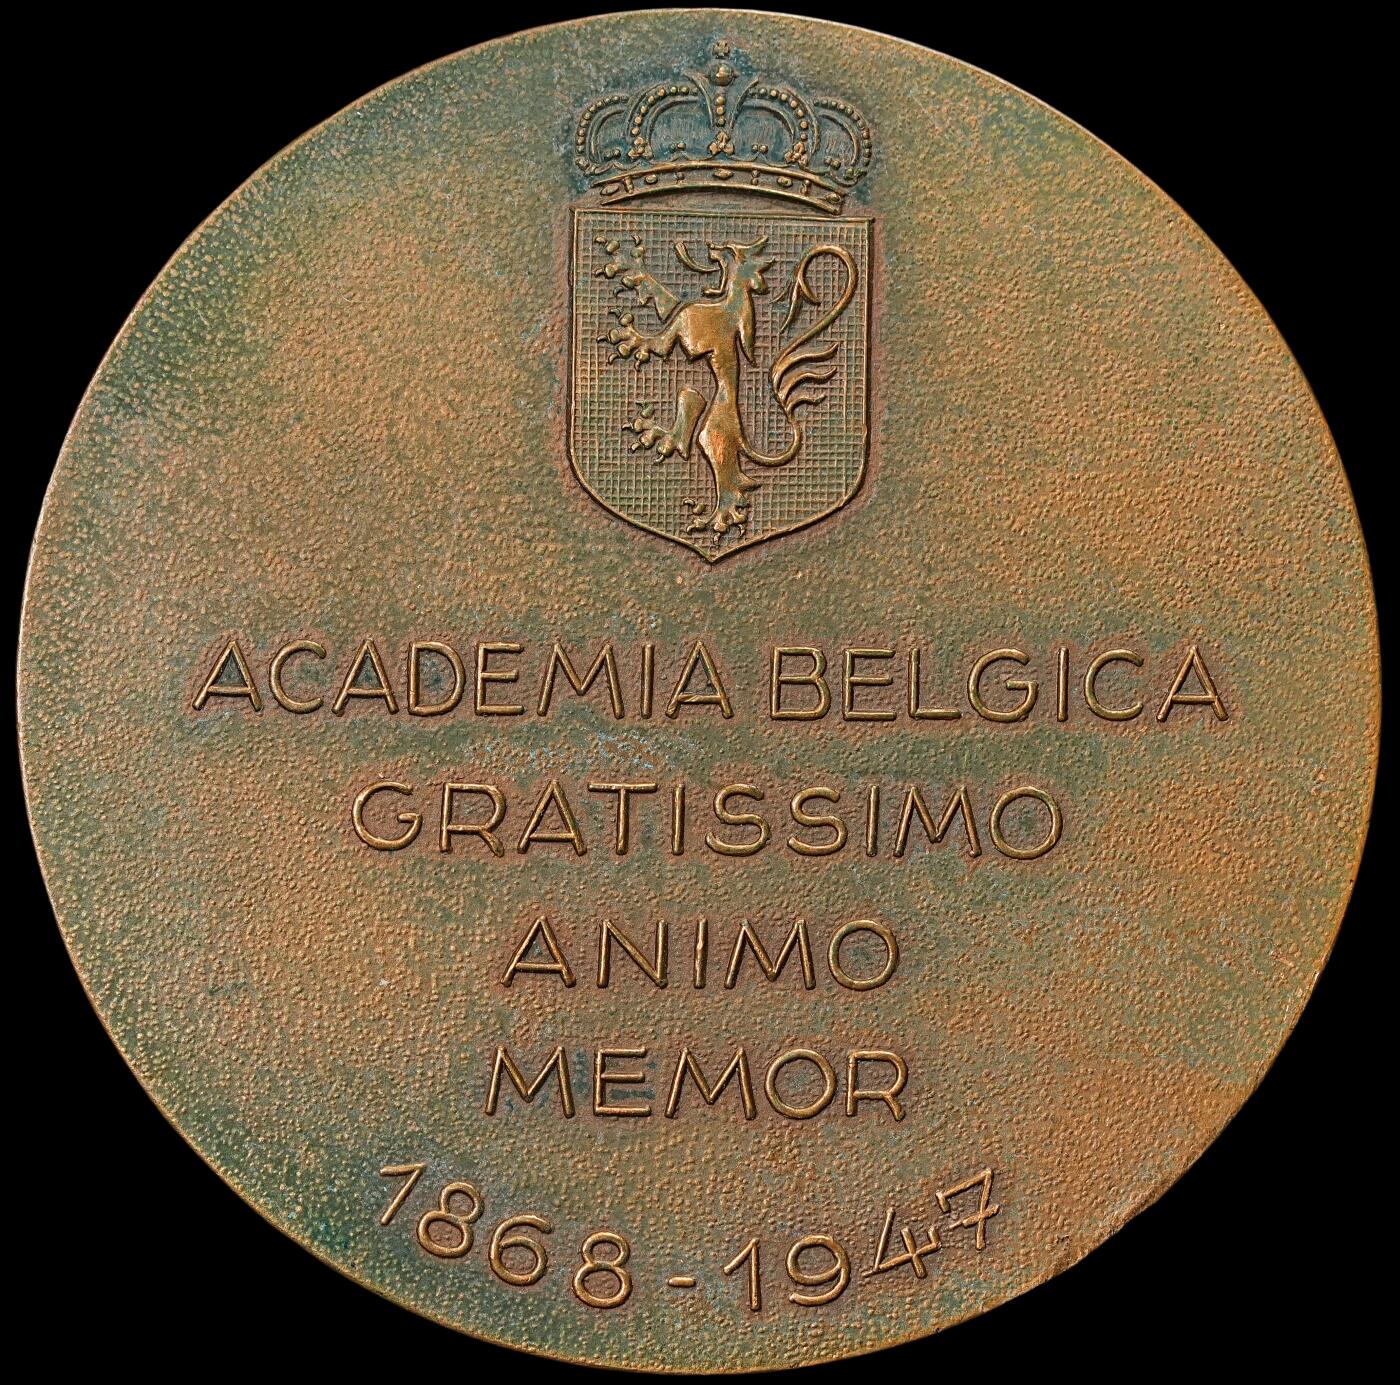 ACADEMIA BELGICA
GRATISSIMO
ANIMO
MEMOR
1868-1947